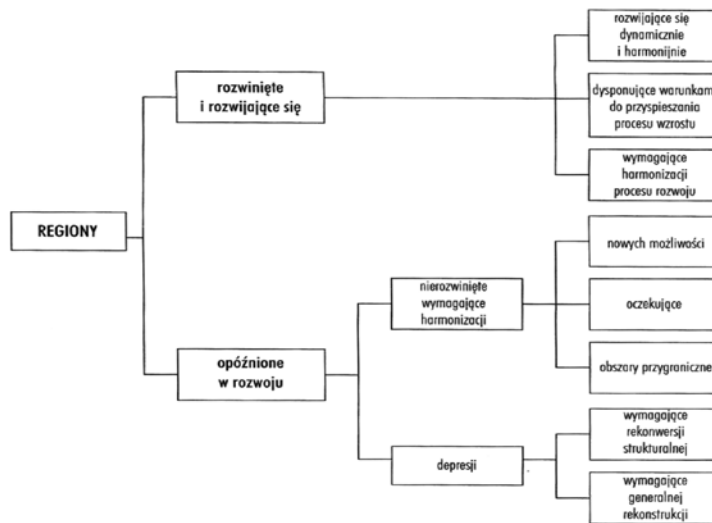 REGIONY
rozwinięte
i rozwijające się
rozwijające się
dynamicznie
i harmonijnie
dysponujące warunkam
do przyspieszania
procesu wzrostu
wymagające
harmonizacji
procesu rozwoju
opóźnione
w rozwoju
nierozwinięte
wymagające
harmonizacji
nowych możliwości
oczekujące
obszary przygraniczne
depresji
wymagające
rekonwersji
strukturalnej
wymagające
generalnej
rekonstrukcji